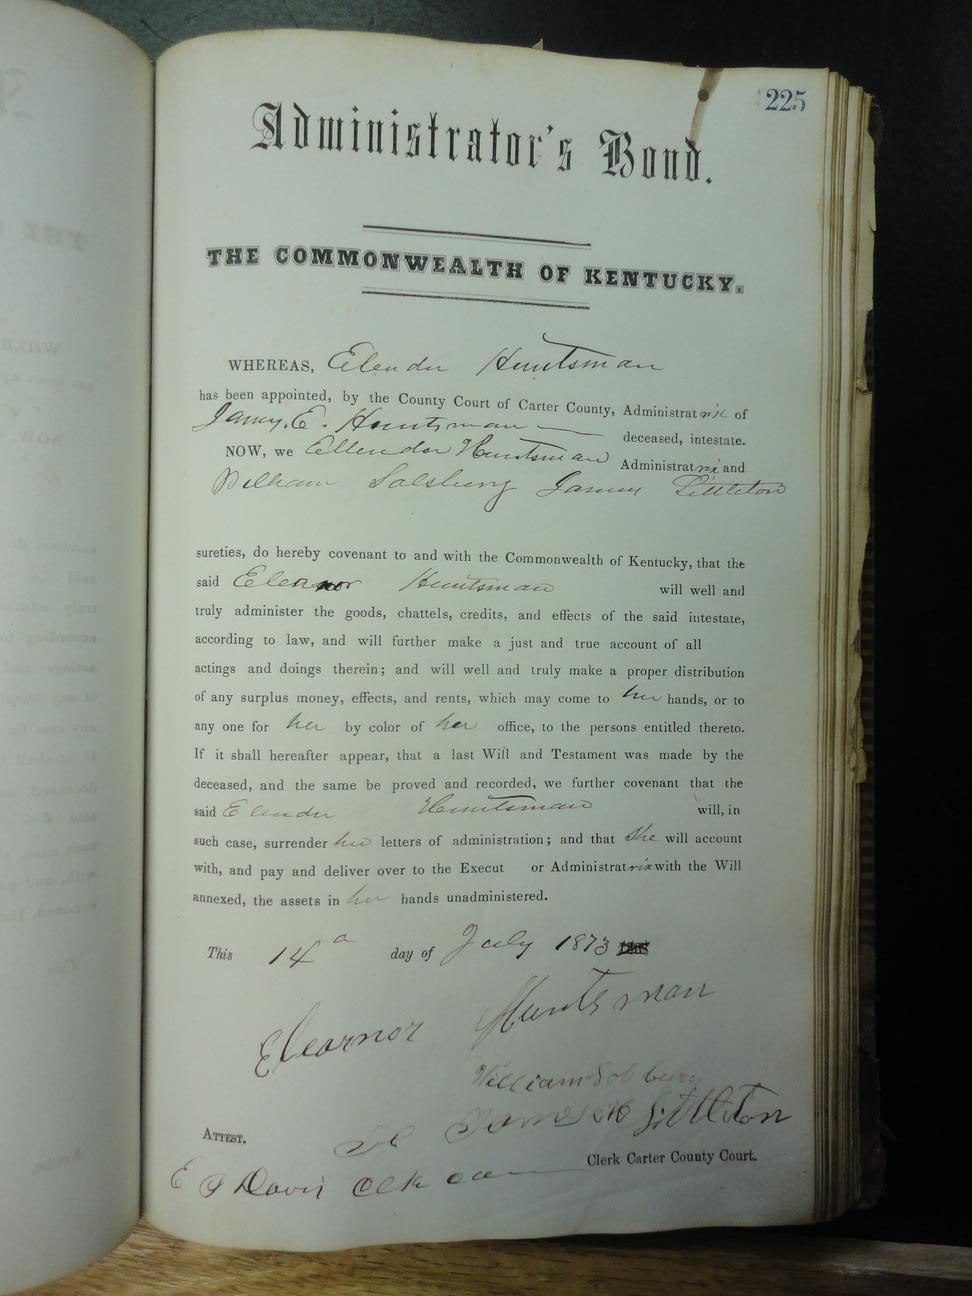 225
Administrator's Bond.
THE COMMONWEALTH OF KENTUCKY.
WHEREAS, Elender Huntsman
has been appointed, by the County Court of Carter County, Administratrix of
James. E. Huntsman deceased, intestate.
NOW, we Ellender Huntsman Administratrix and
William Salsburg James Littleton
sureties, do hereby covenant to and with the Commonwealth of Kentucky, that the
said Eleanor Huntsman will well and
truly administer the goods, chattels, credits, and effects of the said intestate,
according to law, and will further make a just and true account of all
actings and doings therein; and will well and truly make a proper distribution
of any surplus money, effects, and rents, which may come to her hands, or to
any one for her by color of her office, to the persons entitled thereto.
If it shall hereafter appear, that a last Will and Testament was made by the
deceased, and the same be proved and recorded, we further covenant that the
said Elender Huntsman will, in
such case, surrender her letters of administration; and that she will account
with, and pay and deliver over to the Execut or Administratrix with the Will
annexed, the assets in her hands unadministered.
This 14 day of July 1873
Elearnor Huntsman
William Solsburg
James Littleton
ATTEST.
Clerk Carter County Court.
Davis Clk